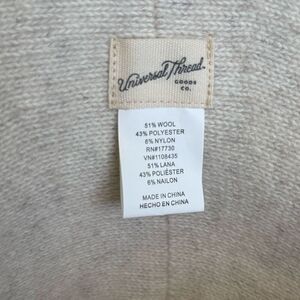 Universal Thread
GOODS
CO.
51% WOOL
43% POLYESTER
6% NYLON
RN#17730
VN#1108435
51% LANA
43% POLIÉSTER
6% NAILON
MADE IN CHINA
HECHO EN CHINA